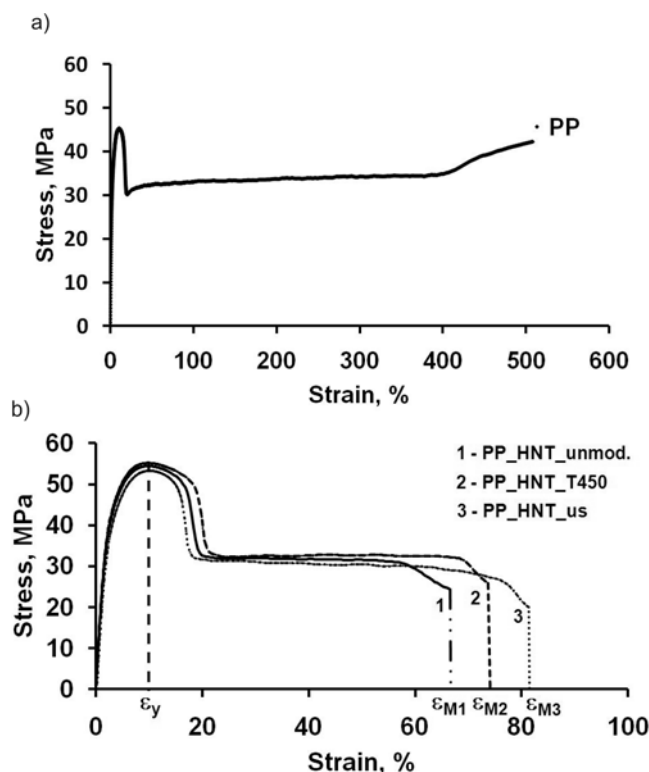 a)
60
50
40
30
20
10
0
Stress, MPa
· PP
0 100 200 300 400 500 600
Strain, %
b)
60
50
40
30
20
10
0
Stress, MPa
1 - PP_HNT_unmod.
2 - PP_HNT_T450
3 - PP_HNT_us
1 2 3
0 εy 20 40 60 εM1 εM2 80 εM3 100
Strain, %